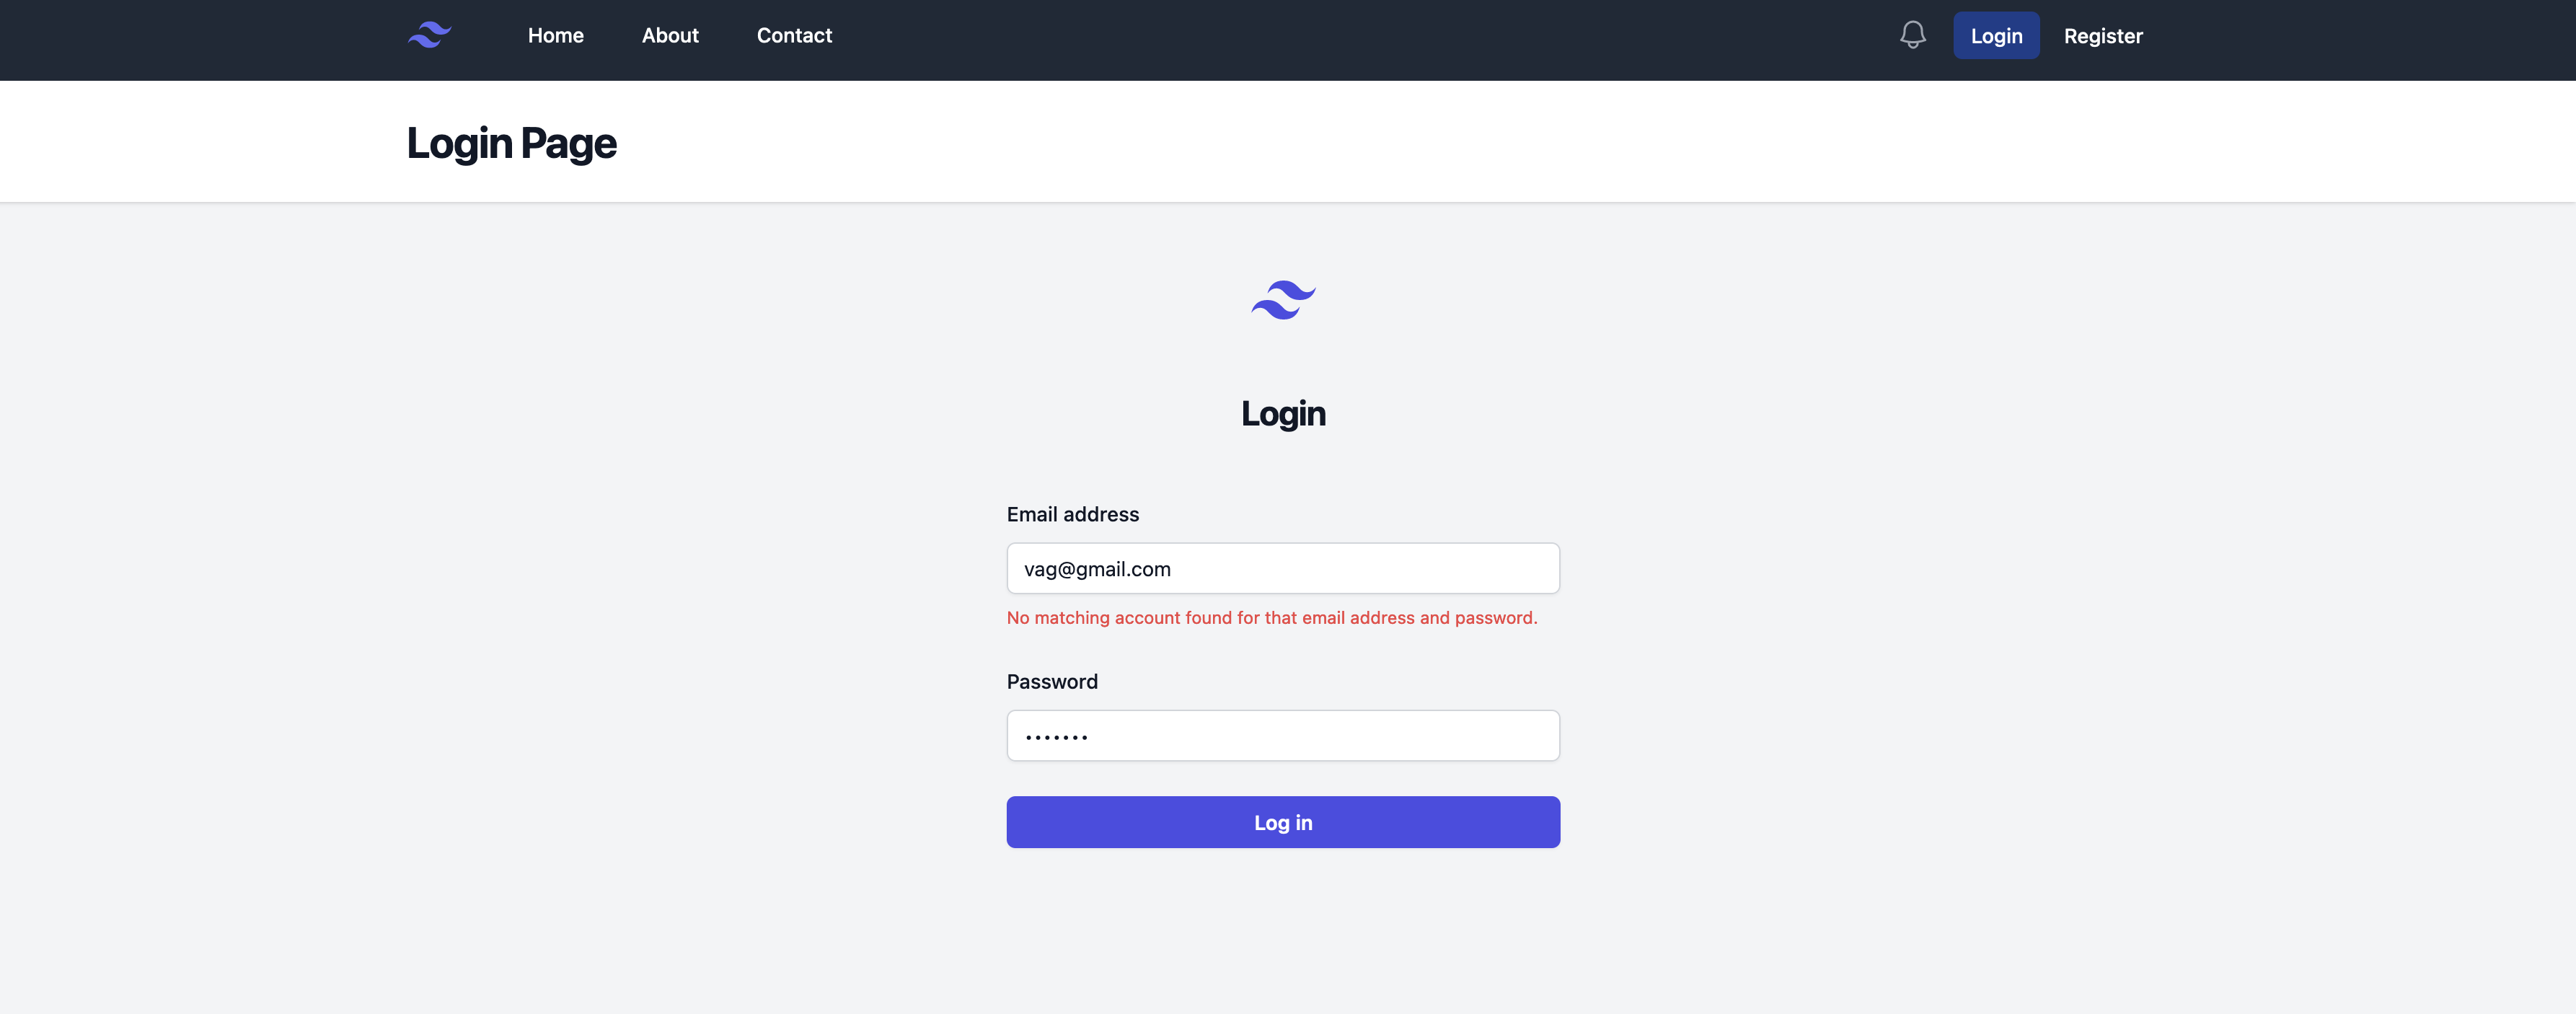 Home About Contact Login Register
Login Page
Login
Email address
vag@gmail.com
No matching account found for that email address and password.
Password
•••••••
Log in